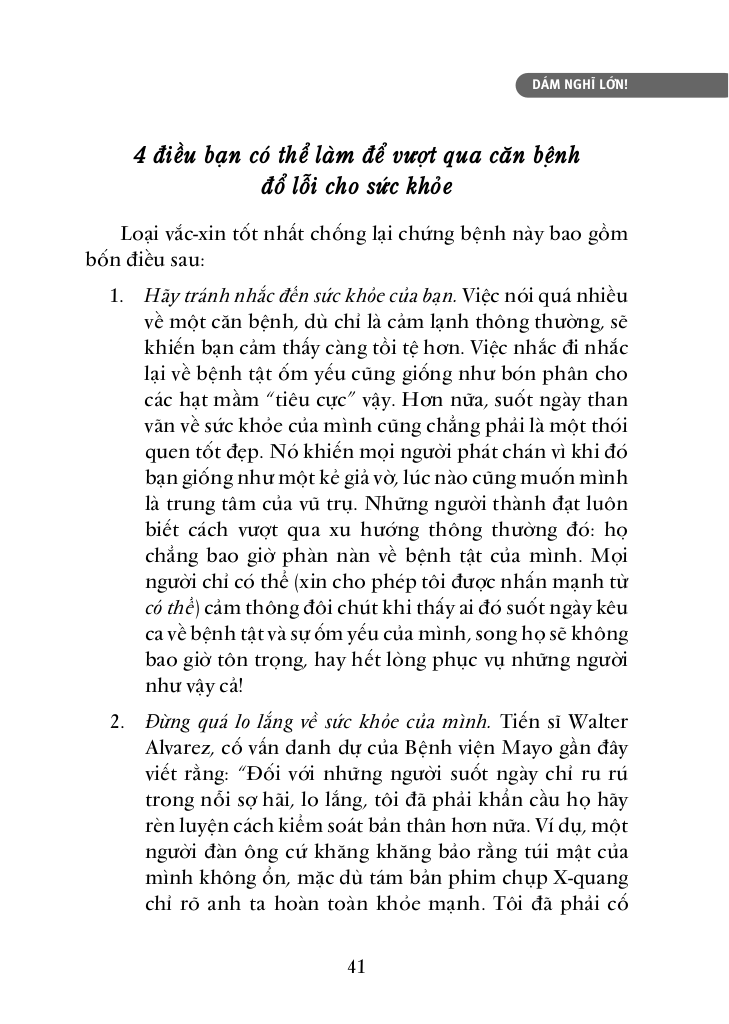 DÁM NGHĨ LỚN!
4 điều bạn có thể làm để vượt qua căn bệnh
đổ lỗi cho sức khỏe
Loại vắc-xin tốt nhất chống lại chứng bệnh này bao gồm
bốn điều sau:
1. Hãy tránh nhắc đến sức khỏe của bạn. Việc nói quá nhiều
về một căn bệnh, dù chỉ là cảm lạnh thông thường, sẽ
khiến bạn cảm thấy càng tồi tệ hơn. Việc nhắc đi nhắc
lại về bệnh tật ốm yếu cũng giống như bón phân cho
các hạt mầm “tiêu cực” vậy. Hơn nữa, suốt ngày than
vãn về sức khỏe của mình cũng chẳng phải là một thói
quen tốt đẹp. Nó khiến mọi người phát chán vì khi đó
bạn giống như một kẻ giả vờ, lúc nào cũng muốn mình
là trung tâm của vũ trụ. Những người thành đạt luôn
biết cách vượt qua xu hướng thông thường đó: họ
chẳng bao giờ phàn nàn về bệnh tật của mình. Mọi
người chỉ có thể (xin cho phép tôi được nhấn mạnh từ
có thể) cảm thông đôi chút khi thấy ai đó suốt ngày kêu
ca về bệnh tật và sự ốm yếu của mình, song họ sẽ không
bao giờ tôn trọng, hay hết lòng phục vụ những người
như vậy cả!
2. Đừng quá lo lắng về sức khỏe của mình. Tiến sĩ Walter
Alvarez, cố vấn danh dự của Bệnh viện Mayo gần đây
viết rằng: “Đối với những người suốt ngày chỉ ru rú
trong nỗi sợ hãi, lo lắng, tôi đã phải khẩn cầu họ hãy
rèn luyện cách kiểm soát bản thân hơn nữa. Ví dụ, một
người đàn ông cứ khăng khăng bảo rằng túi mật của
mình không ổn, mặc dù tám bản phim chụp X-quang
chỉ rõ anh ta hoàn toàn khỏe mạnh. Tôi đã phải cố
41